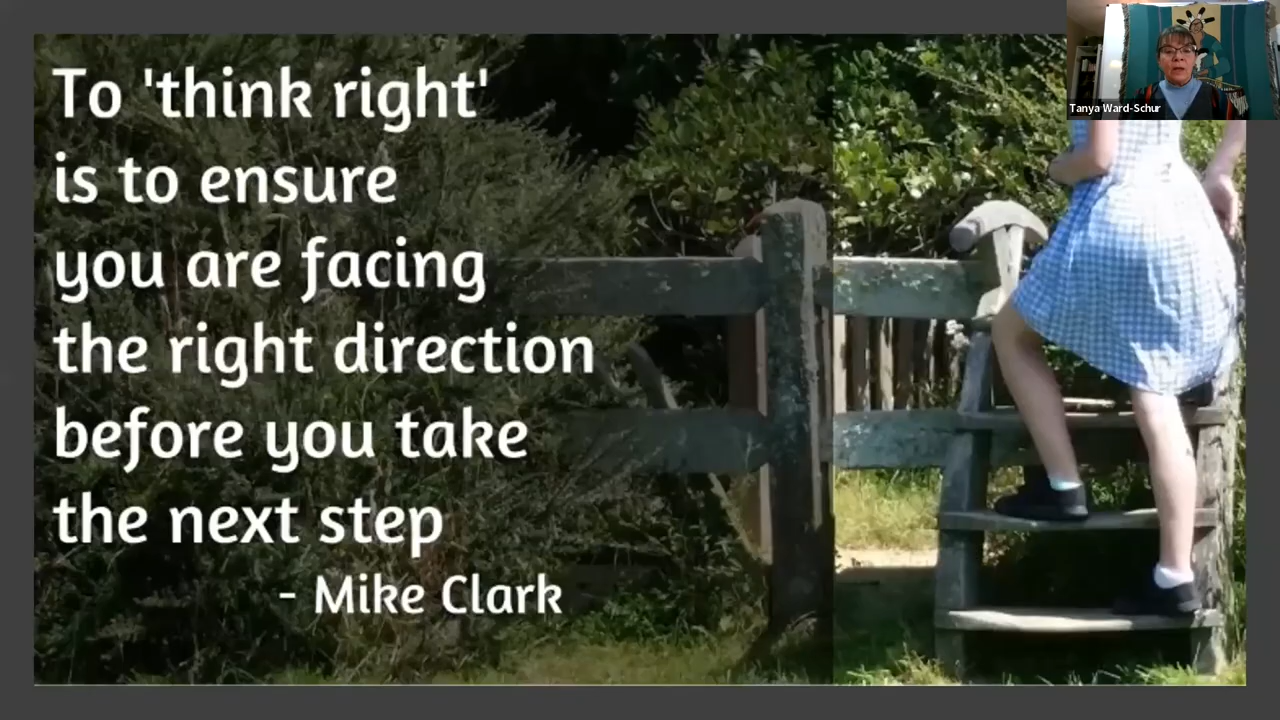 To 'think right'
is to ensure
you are facing
the right direction
before you take
the next step
- Mike Clark
Tanya Ward-Schur